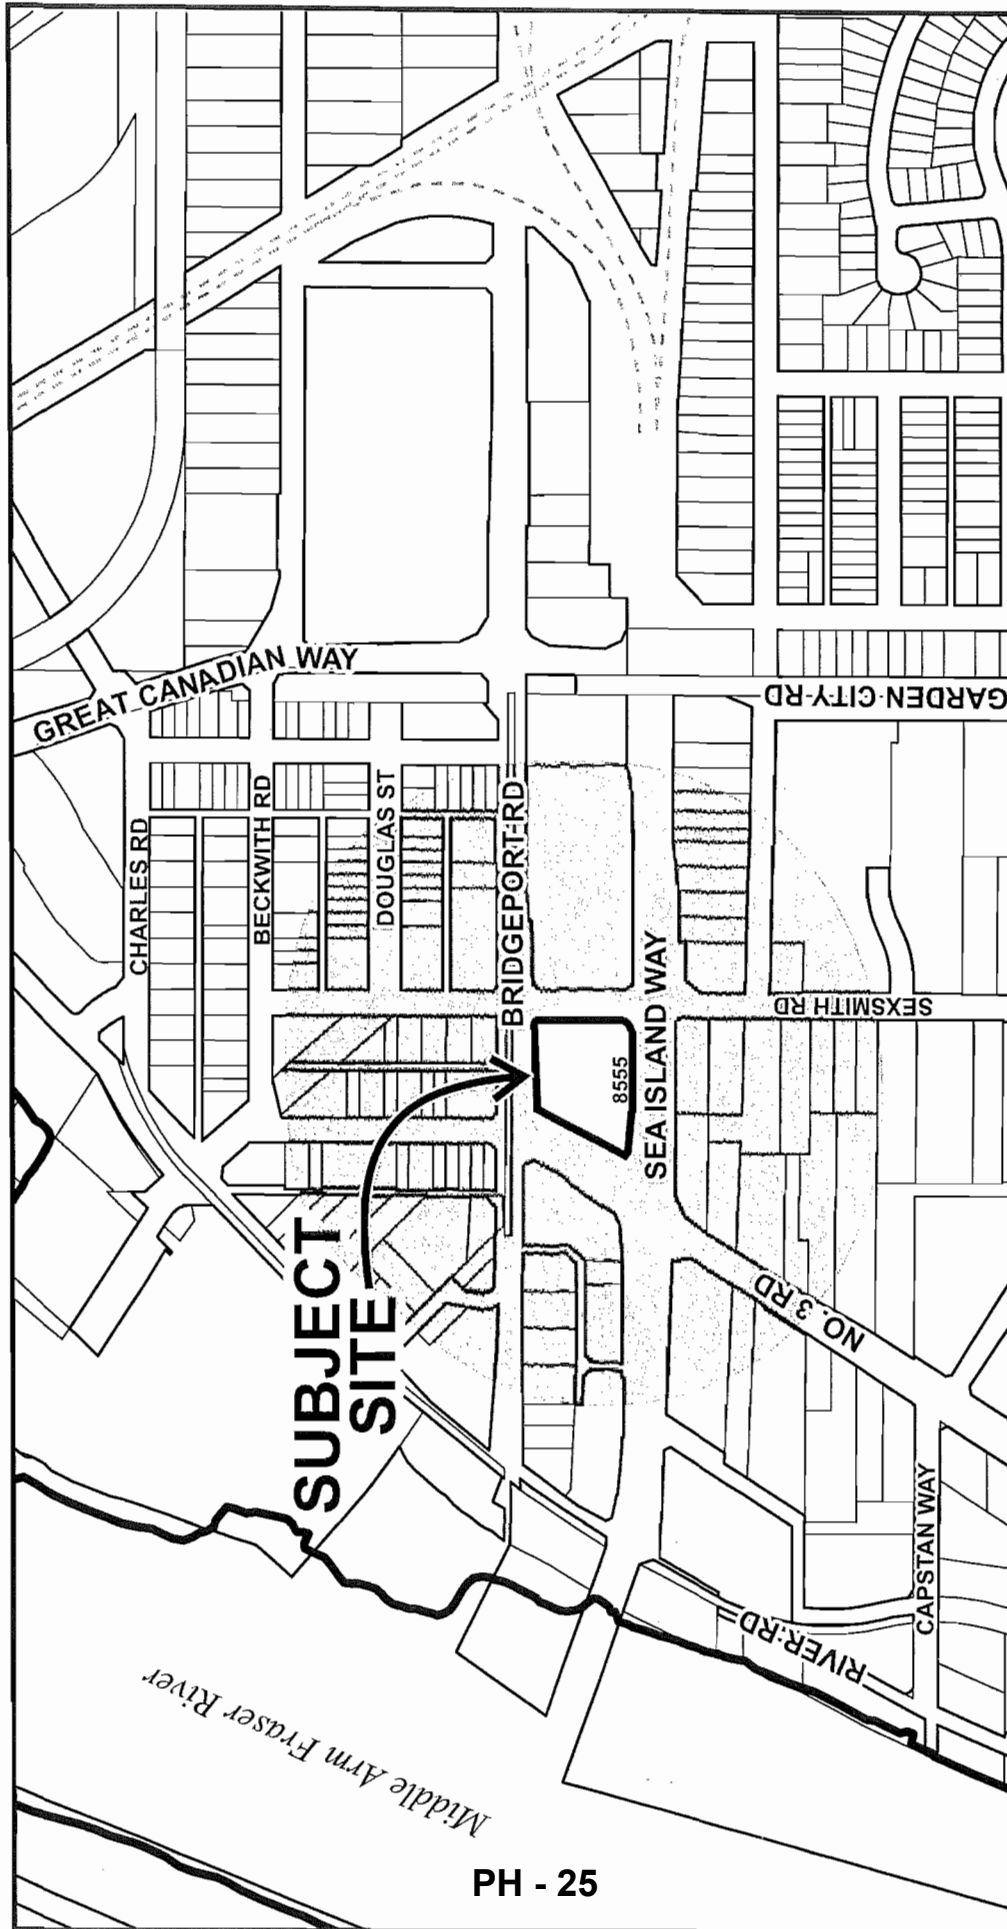 GREAT CANADIAN WAY
GARDEN CITY RD
CHARLES RD
BECKWITH RD
DOUGLAS ST
BRIDGEPORT RD
SEA ISLAND WAY
SEXSMITH RD
8555
SUBJECT
SITE
NO. 3 RD
CAPSTAN WAY
RIVER RD
Middle Arm Fraser River
PH - 25